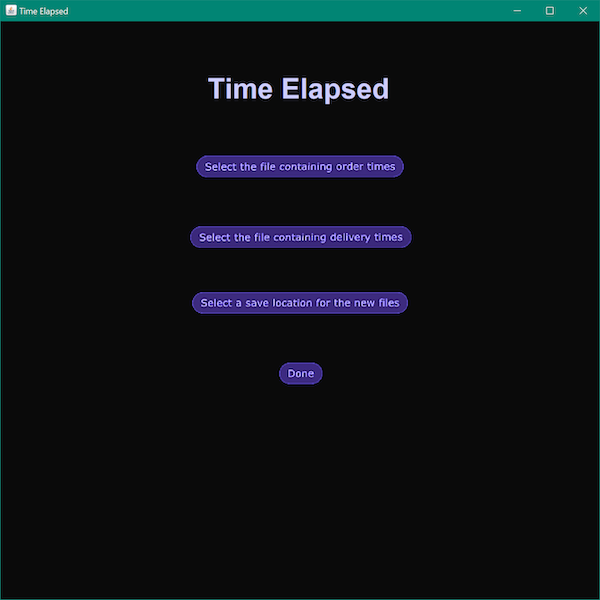 Time Elapsed
Time Elapsed
Select the file containing order times
Select the file containing delivery times
Select a save location for the new files
Done